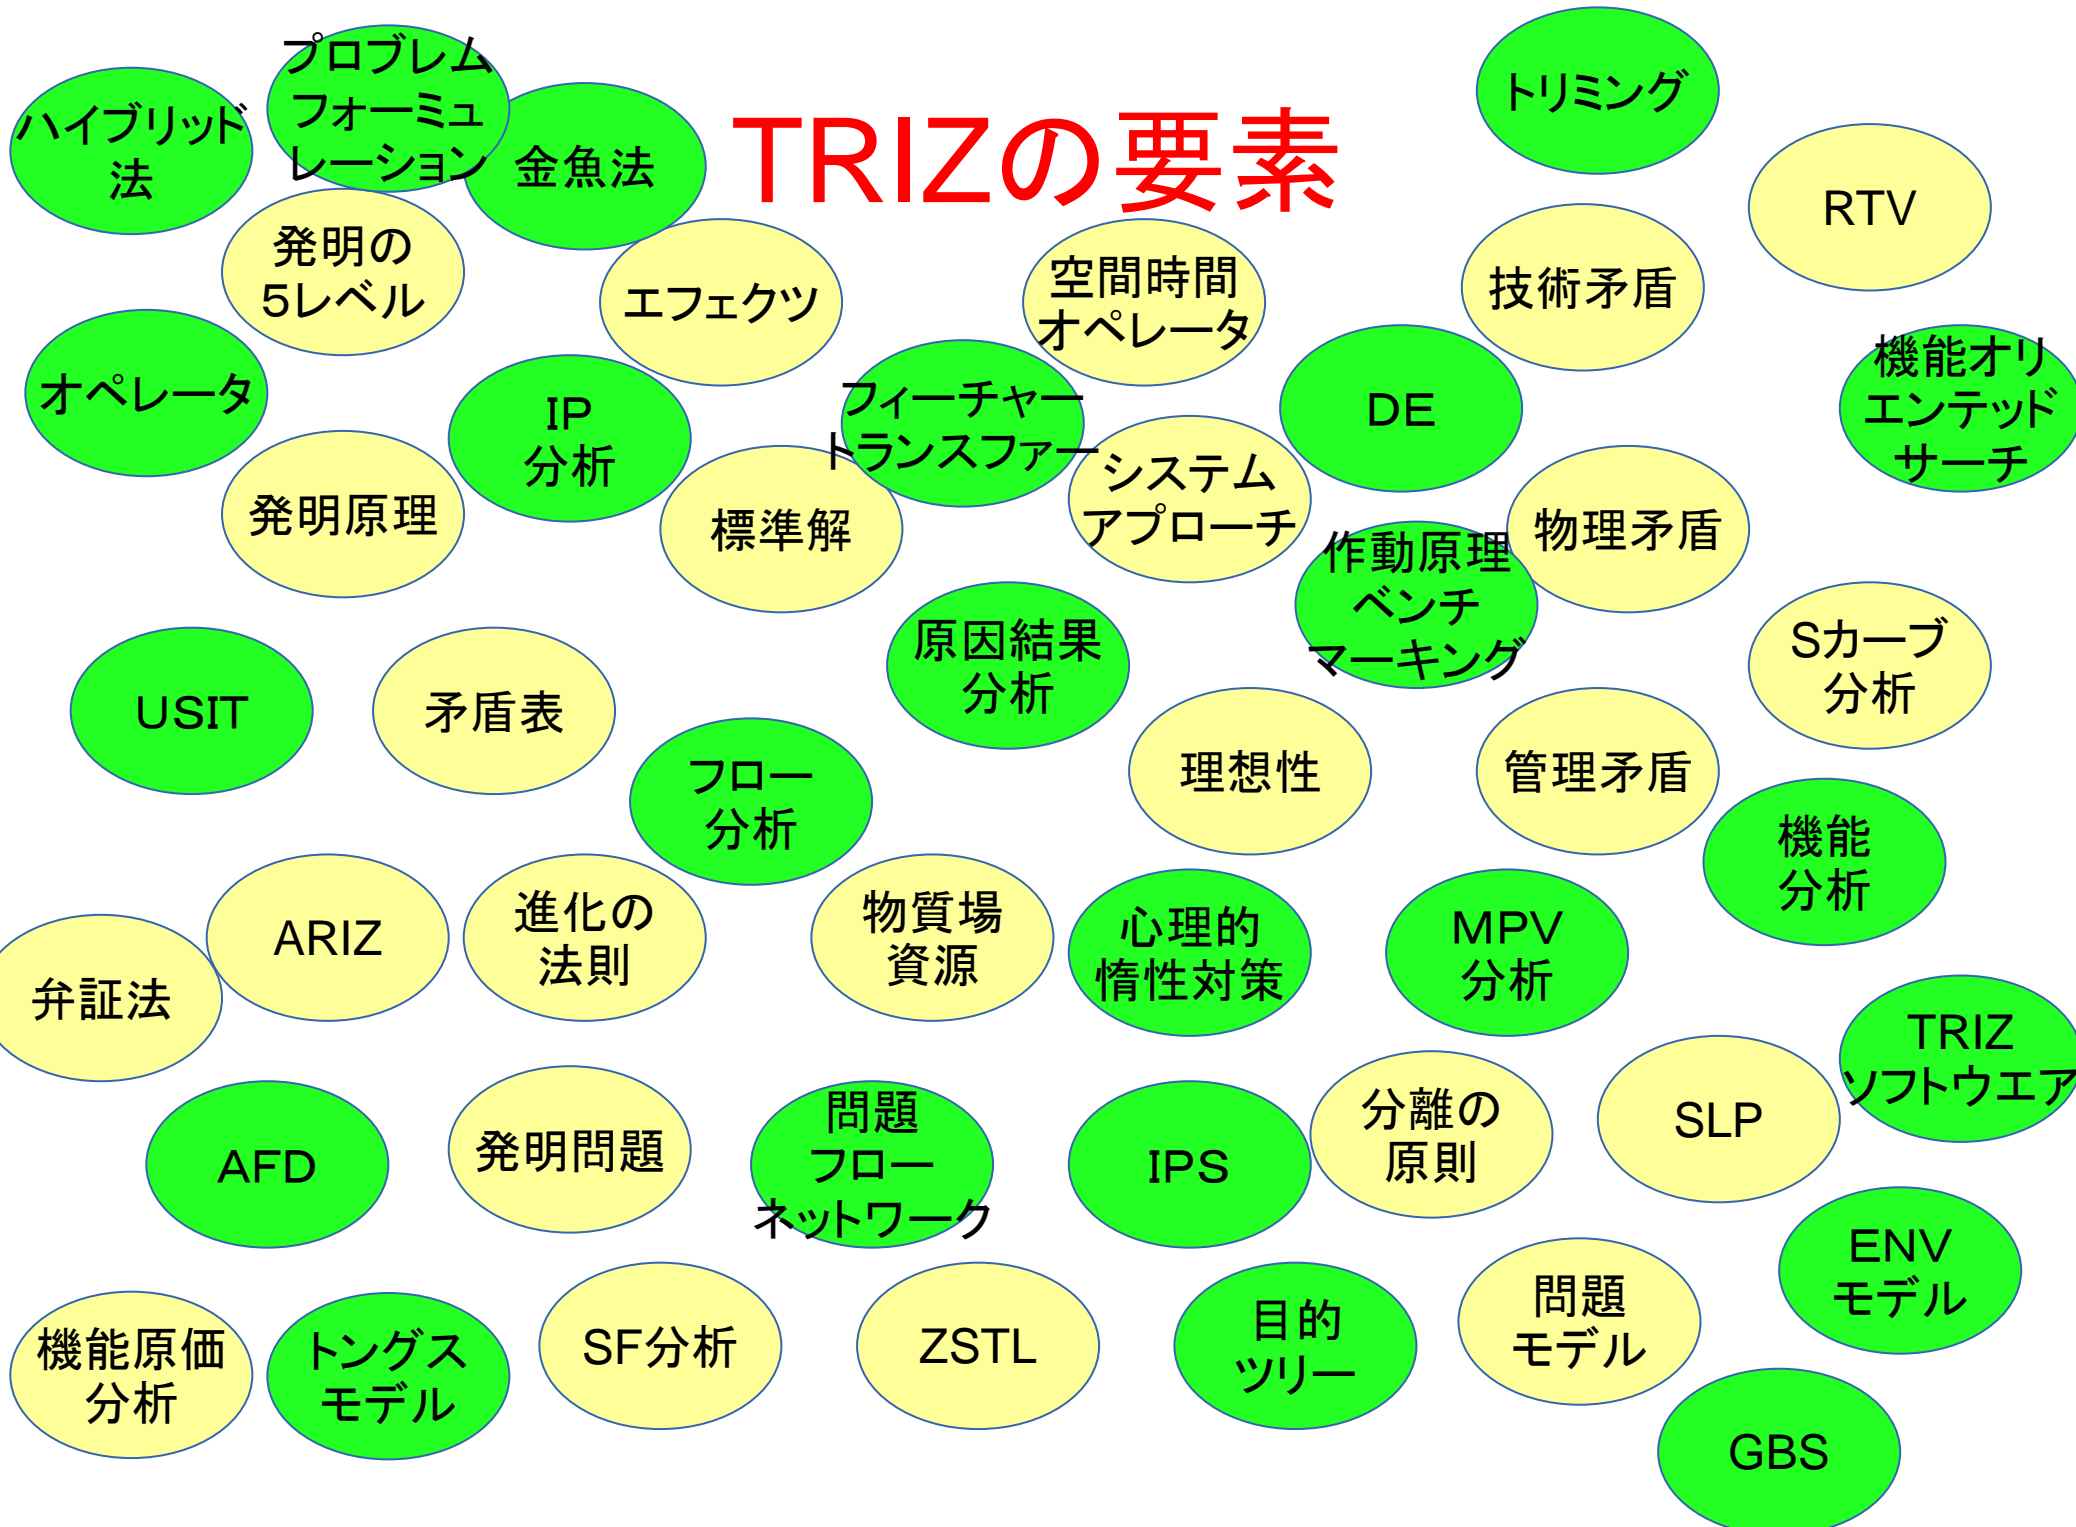 TRIZの要素
プロブレム
フォーミュ
レーション
ハイブリッド
法
金魚法
トリミング
RTV
発明の
5レベル
エフェクツ
空間時間
オペレータ
技術矛盾
オペレータ
IP
分析
フィーチャー
トランスファー
DE
機能オリ
エンテッド
サーチ
発明原理
標準解
システム
アプローチ
作動原理
ベンチ
マーキング
物理矛盾
USIT
矛盾表
原因結果
分析
Sカーブ
分析
フロー
分析
理想性
管理矛盾
機能
分析
弁証法
ARIZ
進化の
法則
物質場
資源
心理的
惰性対策
MPV
分析
TRIZ
ソフトウエア
AFD
発明問題
問題
フロー
ネットワーク
IPS
分離の
原則
SLP
ENV
モデル
機能原価
分析
トングス
モデル
SF分析
ZSTL
目的
ツリー
問題
モデル
GBS